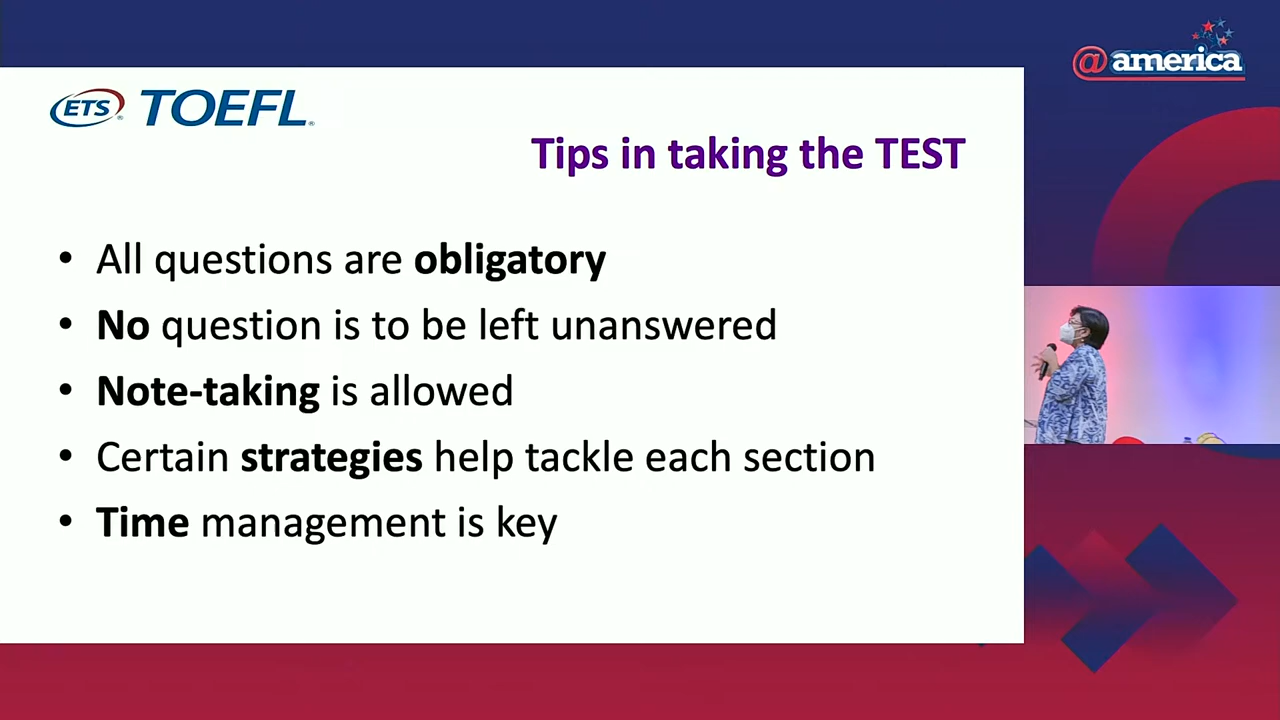 @america
ETS TOEFL
Tips in taking the TEST
• All questions are obligatory
• No question is to be left unanswered
• Note-taking is allowed
• Certain strategies help tackle each section
• Time management is key